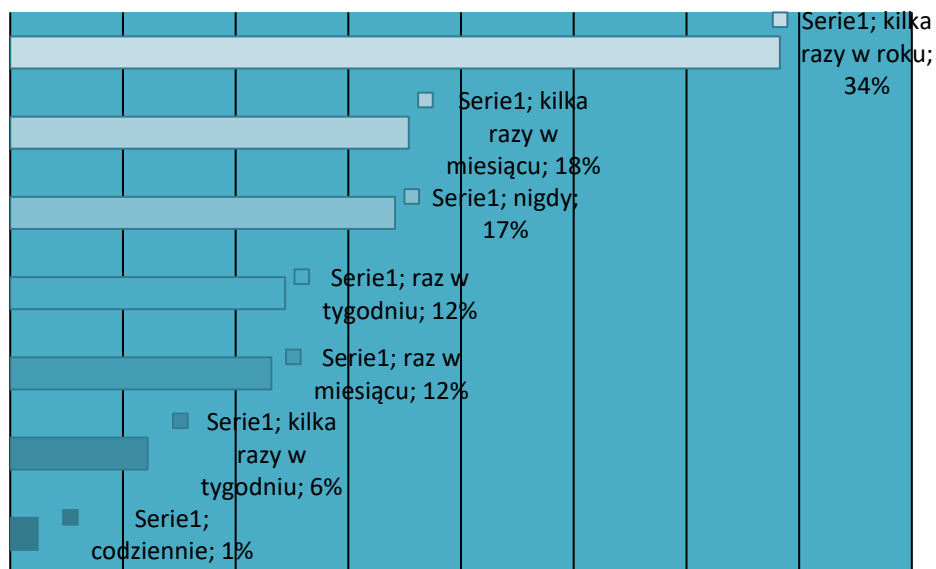 Serie1; kilka
razy w roku;
34%
Serie1; kilka
razy w
miesiącu; 18%
Serie1; nigdy;
17%
Serie1; raz w
tygodniu; 12%
Serie1; raz w
miesiącu; 12%
Serie1; kilka
razy w
tygodniu; 6%
Serie1;
codziennie; 1%